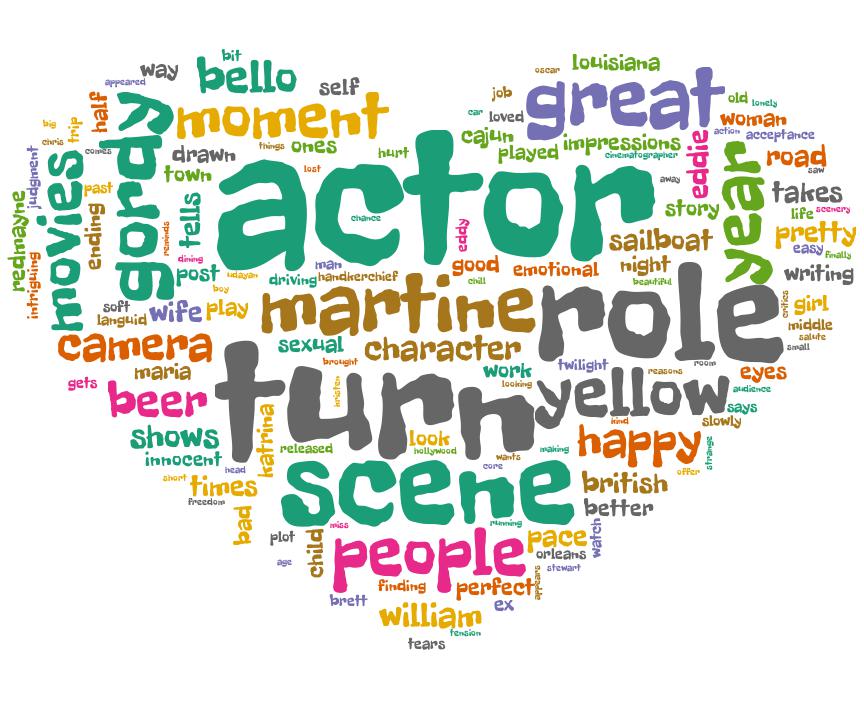 bit
way
appeared
bello
self
louisiana
oscar
job
great
old
lonely
big
chris
trip
half
gordy
moment
car
loved
cajun
woman
action
acceptance
things
ones
hurt
played
impressions
cinematographer
eddie
judgment
movies
comes
drawn
town
lost
actor
away
year
road
saw
redmayne
past
ending
tells
chance
eddy
story
takes
life
scenery
intriguing
reminds
dining
post
udayan
man
good
emotional
sailboat
night
pretty
easy
finally
boy
driving
handkerchief
chill
beautiful
writing
soft
languid
wife
play
martine
role
critics
girl
middle
salute
small
camera
sexual
character
brought
work
twilight
reasons
room
eyes
maria
looking
audience
gets
beer
turn
kristen
yellow
says
slowly
shows
katrina
released
look
hollywood
kind
happy
strange
innocent
head
wants
core
making
offer
short
times
freedom
scene
british
better
bad
plot
child
miss
running
people
pace
orleans
watch
age
stewart
finding
perfect
appears
brett
ex
william
tension
tears